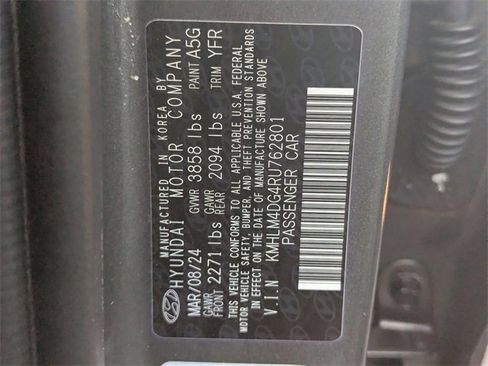 MANUFACTURED IN KOREA BY
HYUNDAI MOTOR COMPANY
MAR/08/24 GVWR 3858 lbs PAINT A5G
GAWR FRONT 2271 lbs GAWR REAR 2094 lbs TRIM YFR
THIS VEHICLE CONFORMS TO ALL APPLICABLE U.S.A. FEDERAL
MOTOR VEHICLE SAFETY, BUMPER, AND THEFT PREVENTION STANDARDS
IN EFFECT ON THE DATE OF MANUFACTURE SHOWN ABOVE
V.I.N KMHLM4DG4RU762801
PASSENGER CAR